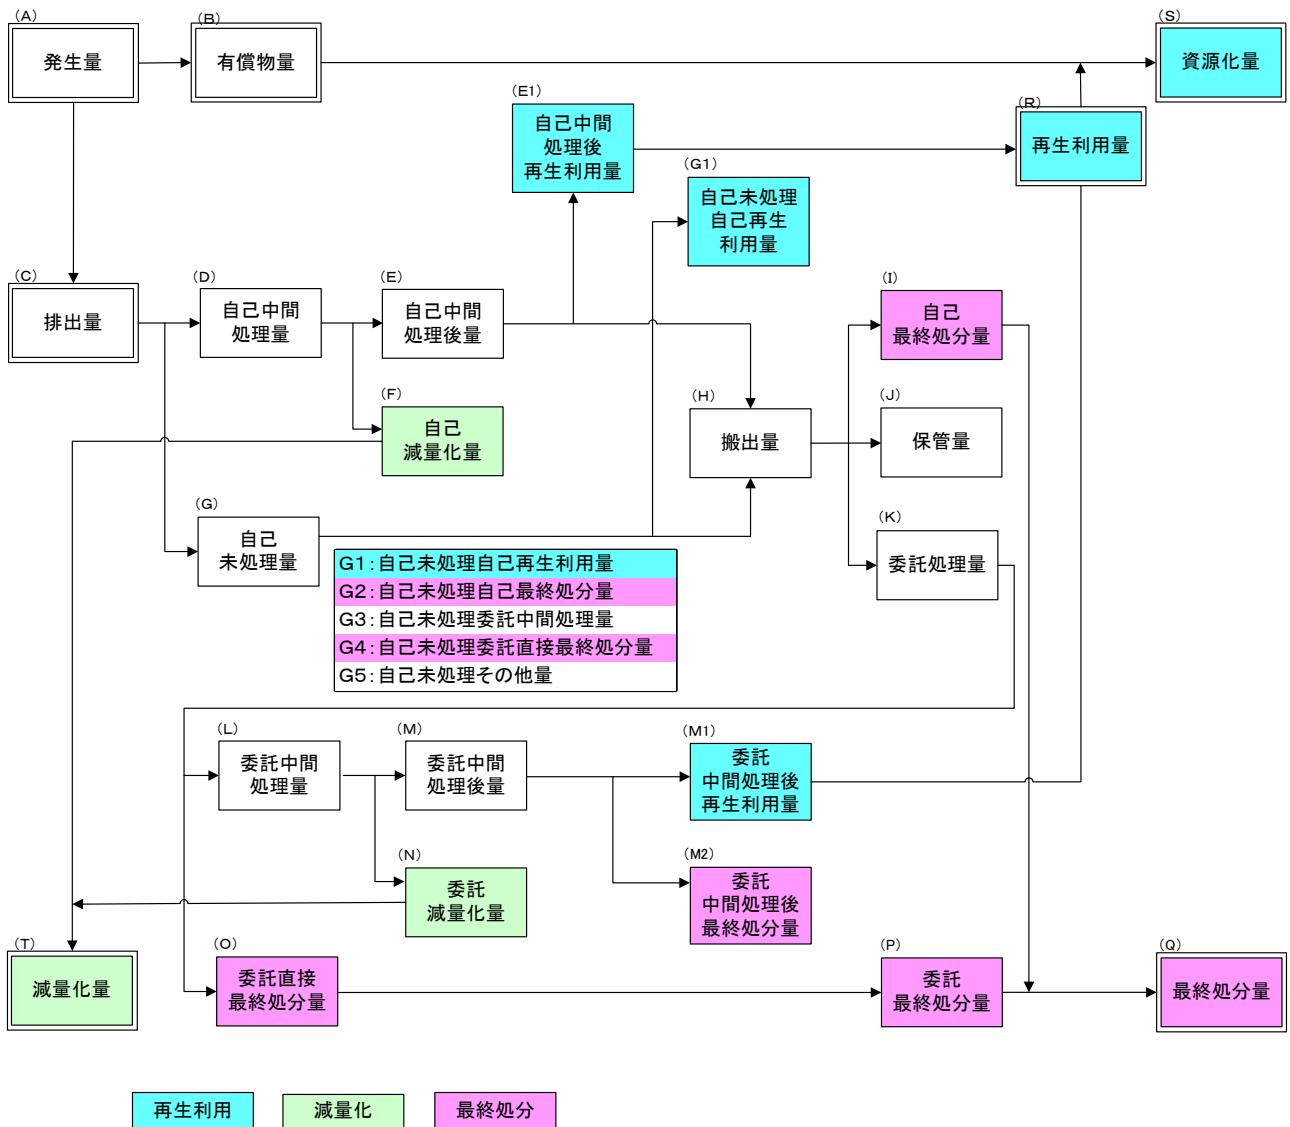 (A)
発生量
(B)
有償物量
(S)
資源化量
(E1)
自己中間
処理後
再生利用量
(R)
再生利用量
(G1)
自己未処理
自己再生
利用量
(C)
排出量
(D)
自己中間
処理量
(E)
自己中間
処理後量
(I)
自己
最終処分量
(F)
自己
減量化量
(H)
搬出量
(J)
保管量
(G)
自己
未処理量
(K)
委託処理量
G1:自己未処理自己再生利用量
G2:自己未処理自己最終処分量
G3:自己未処理委託中間処理量
G4:自己未処理委託直接最終処分量
G5:自己未処理その他量
(L)
委託中間
処理量
(M)
委託中間
処理後量
(M1)
委託
中間処理後
再生利用量
(N)
委託
減量化量
(M2)
委託
中間処理後
最終処分量
(T)
減量化量
(O)
委託直接
最終処分量
(P)
委託
最終処分量
(Q)
最終処分量
再生利用
減量化
最終処分